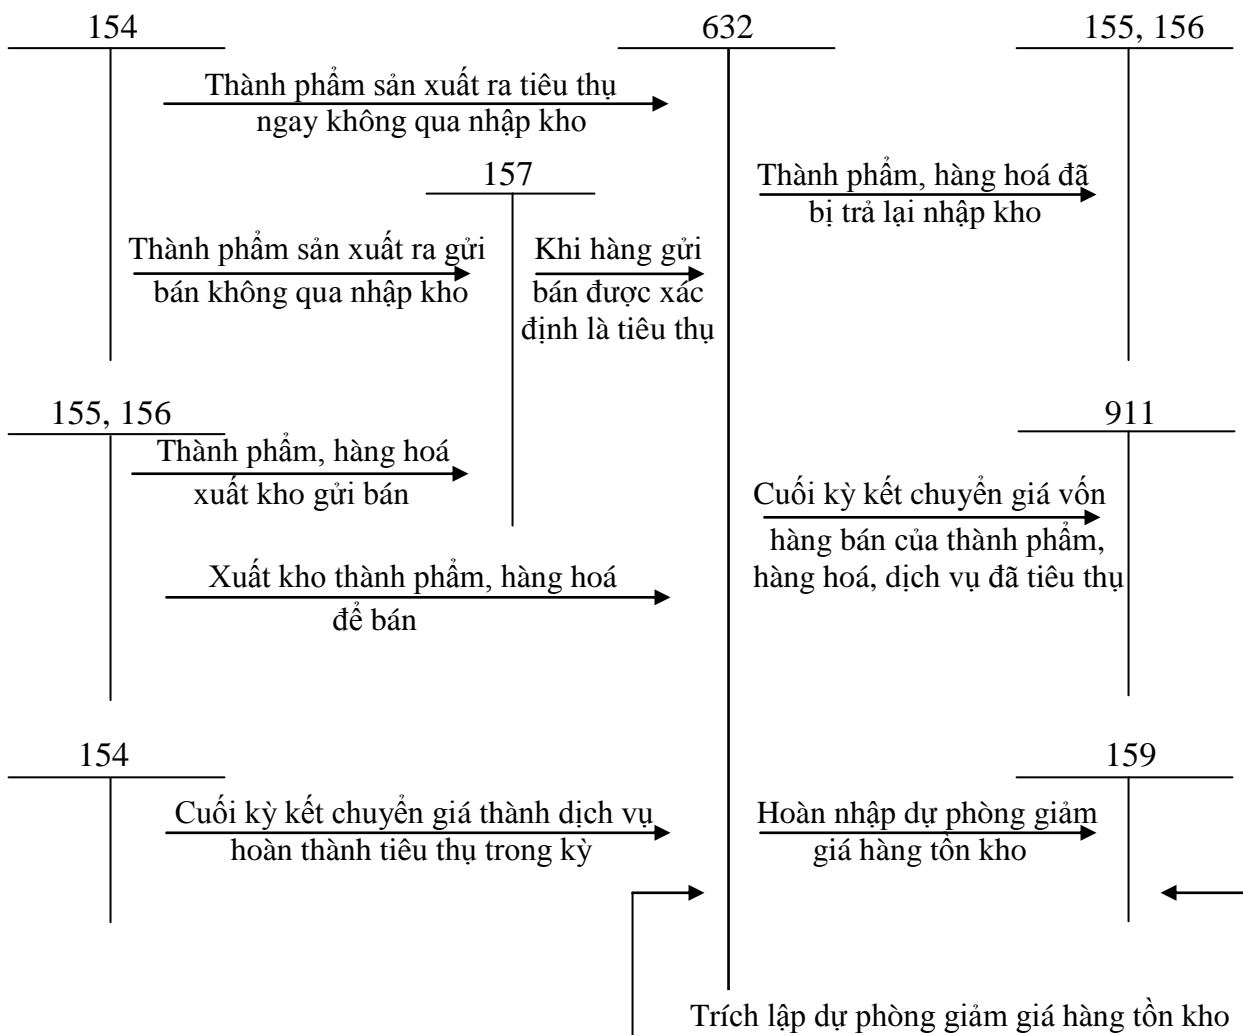 154
632
155, 156
Thành phẩm sản xuất ra tiêu thụ
ngay không qua nhập kho
157
Thành phẩm, hàng hoá đã
bị trả lại nhập kho
Thành phẩm sản xuất ra gửi
bán không qua nhập kho
Khi hàng gửi
bán được xác
định là tiêu thụ
155, 156
911
Thành phẩm, hàng hoá
xuất kho gửi bán
Cuối kỳ kết chuyển giá vốn
hàng bán của thành phẩm,
hàng hoá, dịch vụ đã tiêu thụ
Xuất kho thành phẩm, hàng hoá
để bán
154
159
Cuối kỳ kết chuyển giá thành dịch vụ
hoàn thành tiêu thụ trong kỳ
Hoàn nhập dự phòng giảm
giá hàng tồn kho
Trích lập dự phòng giảm giá hàng tồn kho